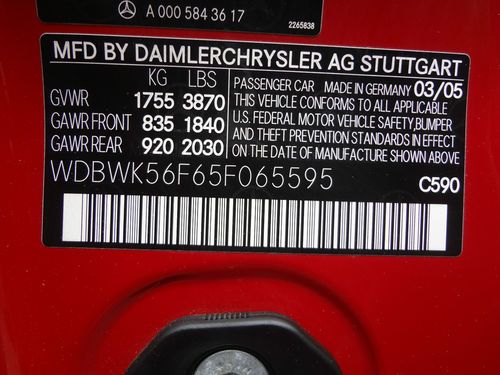 A 000 584 36 17
2265838
MFD BY DAIMLERCHRYSLER AG STUTTGART
KG LBS
GVWR 1755 3870
GAWR FRONT 835 1840
GAWR REAR 920 2030
PASSENGER CAR MADE IN GERMANY 03/05
THIS VEHICLE CONFORMS TO ALL APPLICABLE
U.S. FEDERAL MOTOR VEHICLE SAFETY,BUMPER
AND THEFT PREVENTION STANDARDS IN EFFECT
ON THE DATE OF MANUFACTURE SHOWN ABOVE
WDBWK56F65F065595
C590